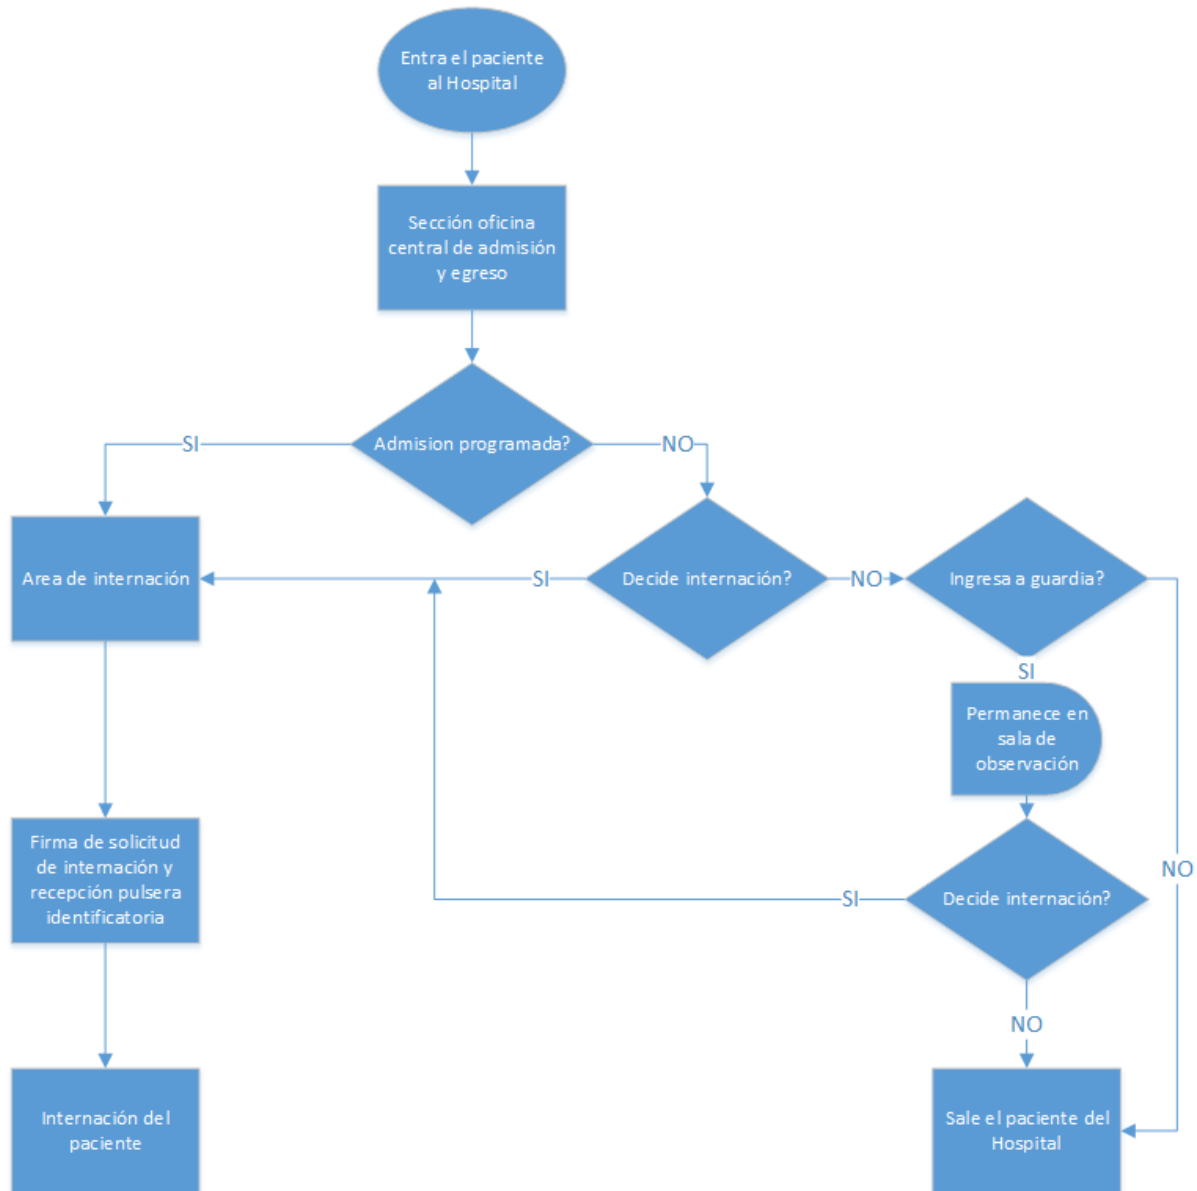 Entra el paciente
al Hospital
Sección oficina
central de admisión
y egreso
Admision programada?
SI
NO
Area de internación
SI
Decide internación?
NO
Ingresa a guardia?
SI
Permanece en
sala de
observación
NO
Firma de solicitud
de internación y
recepción pulsera
identificatoria
SI
Decide internación?
NO
Internación del
paciente
Sale el paciente del
Hospital